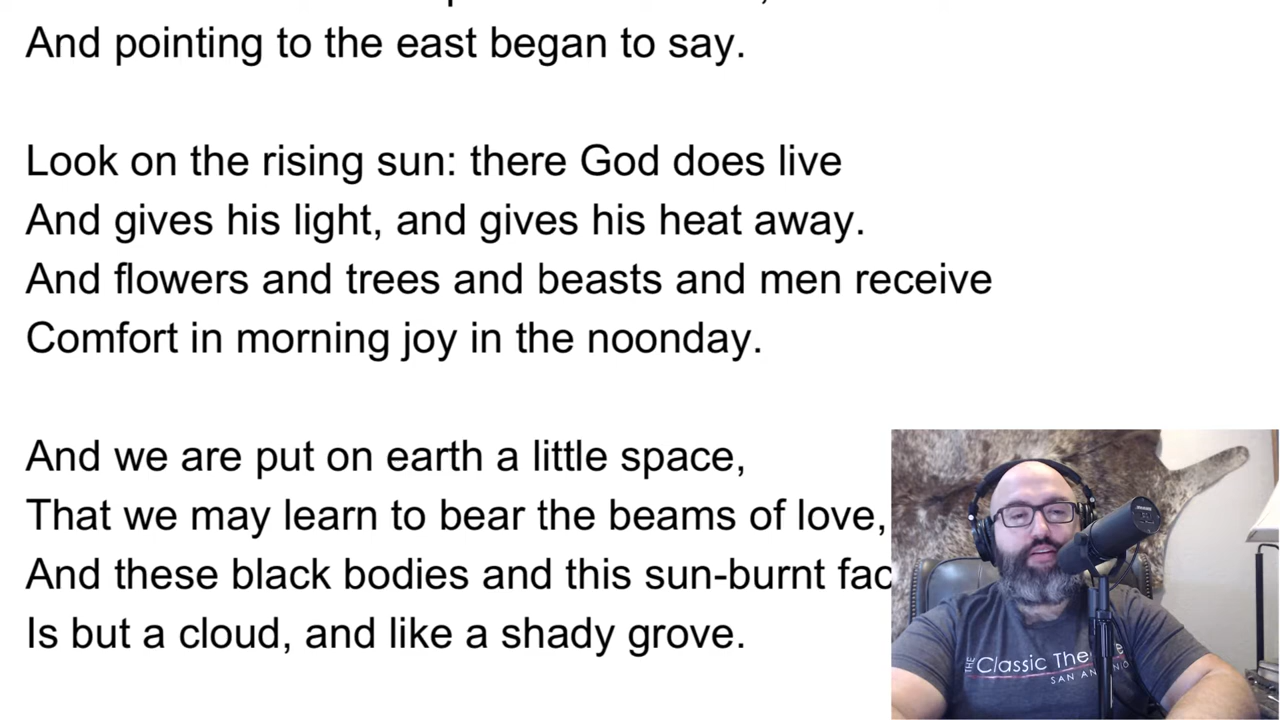 And pointing to the east began to say.
Look on the rising sun: there God does live
And gives his light, and gives his heat away.
And flowers and trees and beasts and men receive
Comfort in morning joy in the noonday.
And we are put on earth a little space,
That we may learn to bear the beams of love,
And these black bodies and this sun-burnt fac
Is but a cloud, and like a shady grove.
THE Classic The
SAN AN NIO